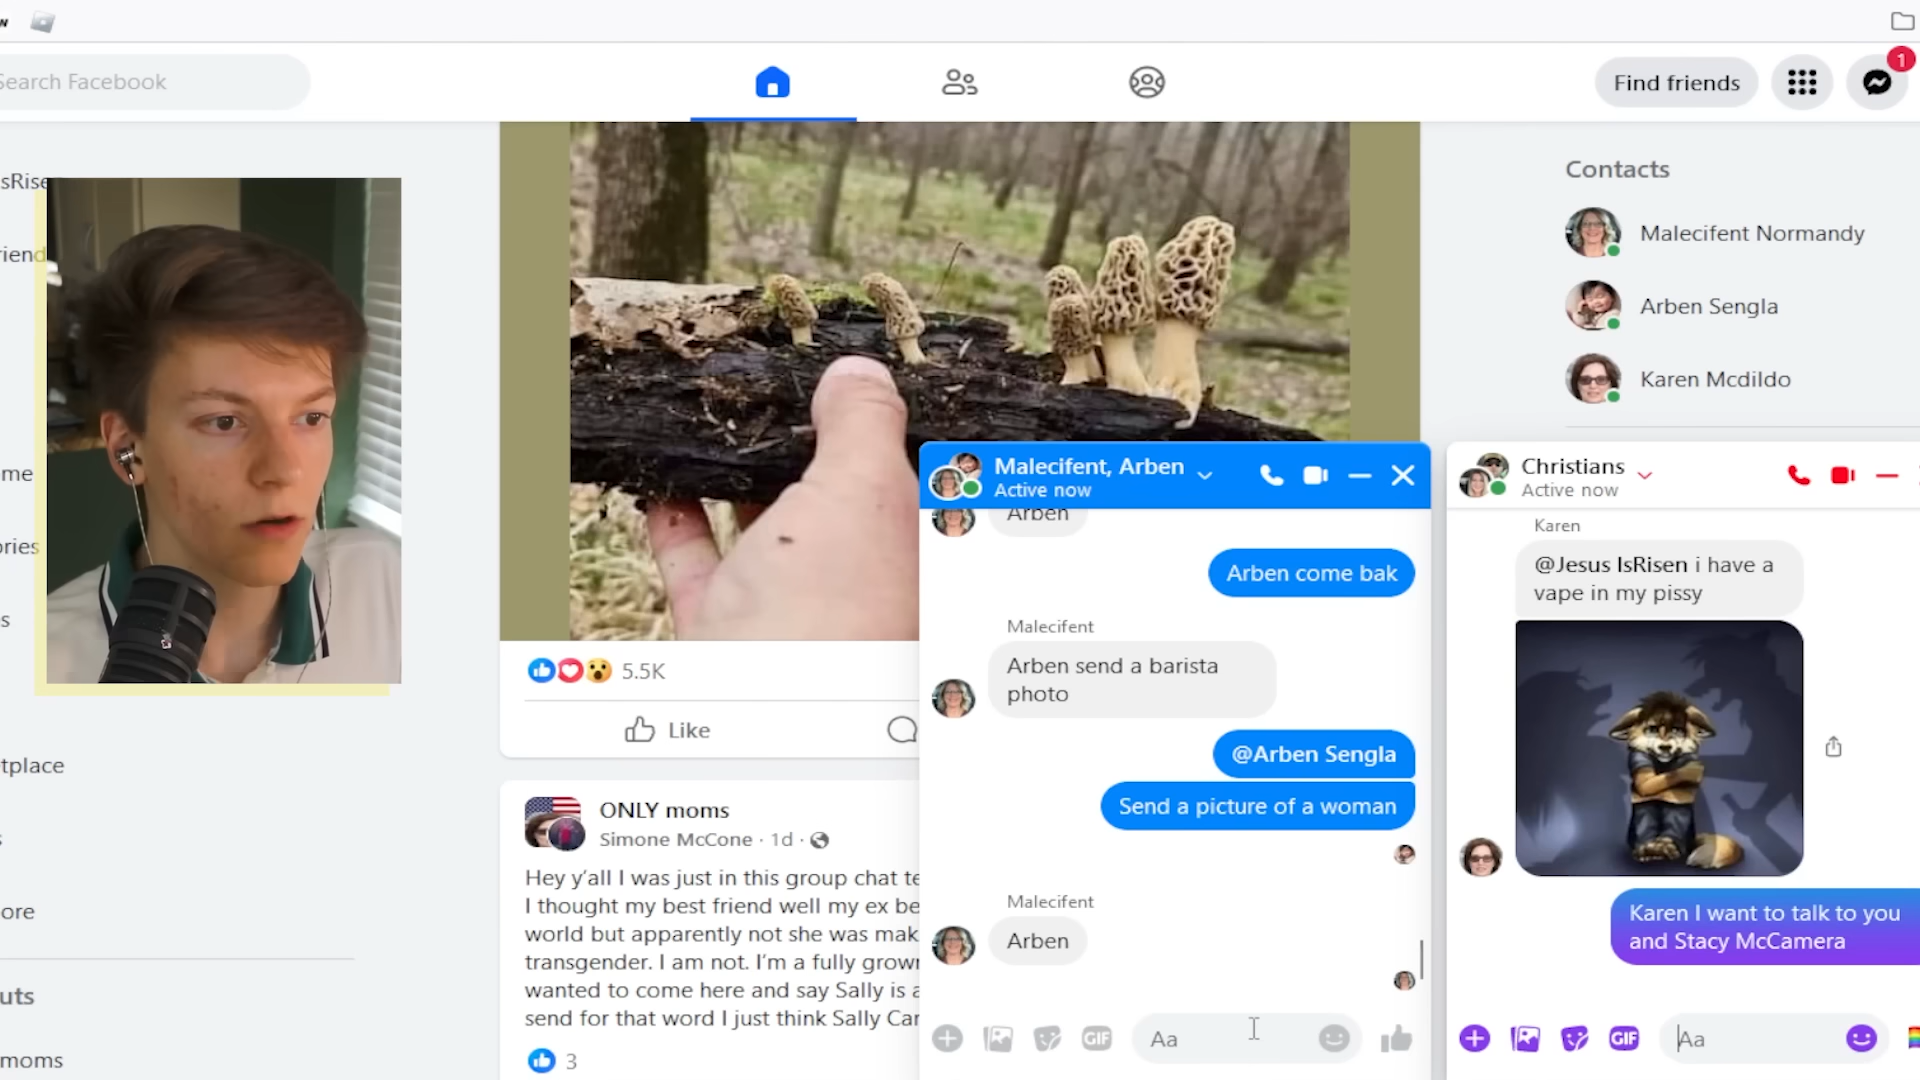 Search Facebook
Find friends
1
sRise
riend
me
ories
s
tplace
s
ore
uts
moms
5.5K
Like
ONLY moms
Simone McCone · 1d ·
Hey y'all I was just in this group chat te
I thought my best friend well my ex be
world but apparently not she was mak
transgender. I am not. I'm a fully grown
wanted to come here and say Sally is a
send for that word I just think Sally Car
3
Contacts
Malecifent Normandy
Arben Sengla
Karen Mcdildo
Malecifent, Arben
Active now
Arben
Arben come bak
Malecifent
Arben send a barista
photo
@Arben Sengla
Send a picture of a woman
Malecifent
Arben
GIF
Aa
Christians
Active now
Karen
@Jesus IsRisen i have a
vape in my pissy
Karen I want to talk to you
and Stacy McCamera
GIF
Aa